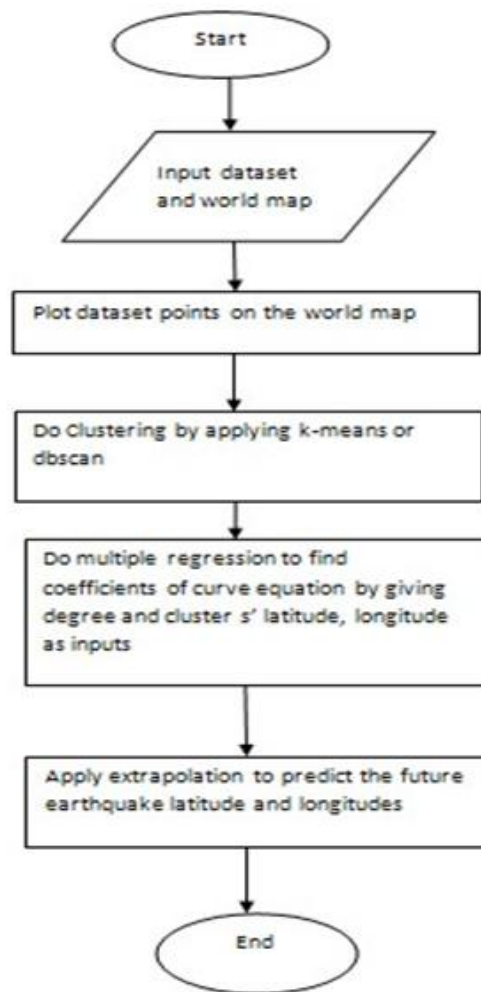 Start
Input dataset
and world map
Plot dataset points on the world map
Do Clustering by applying k-means or
dbscan
Do multiple regression to find
coefficients of curve equation by giving
degree and cluster s’ latitude, longitude
as inputs
Apply extrapolation to predict the future
earthquake latitude and longitudes
End